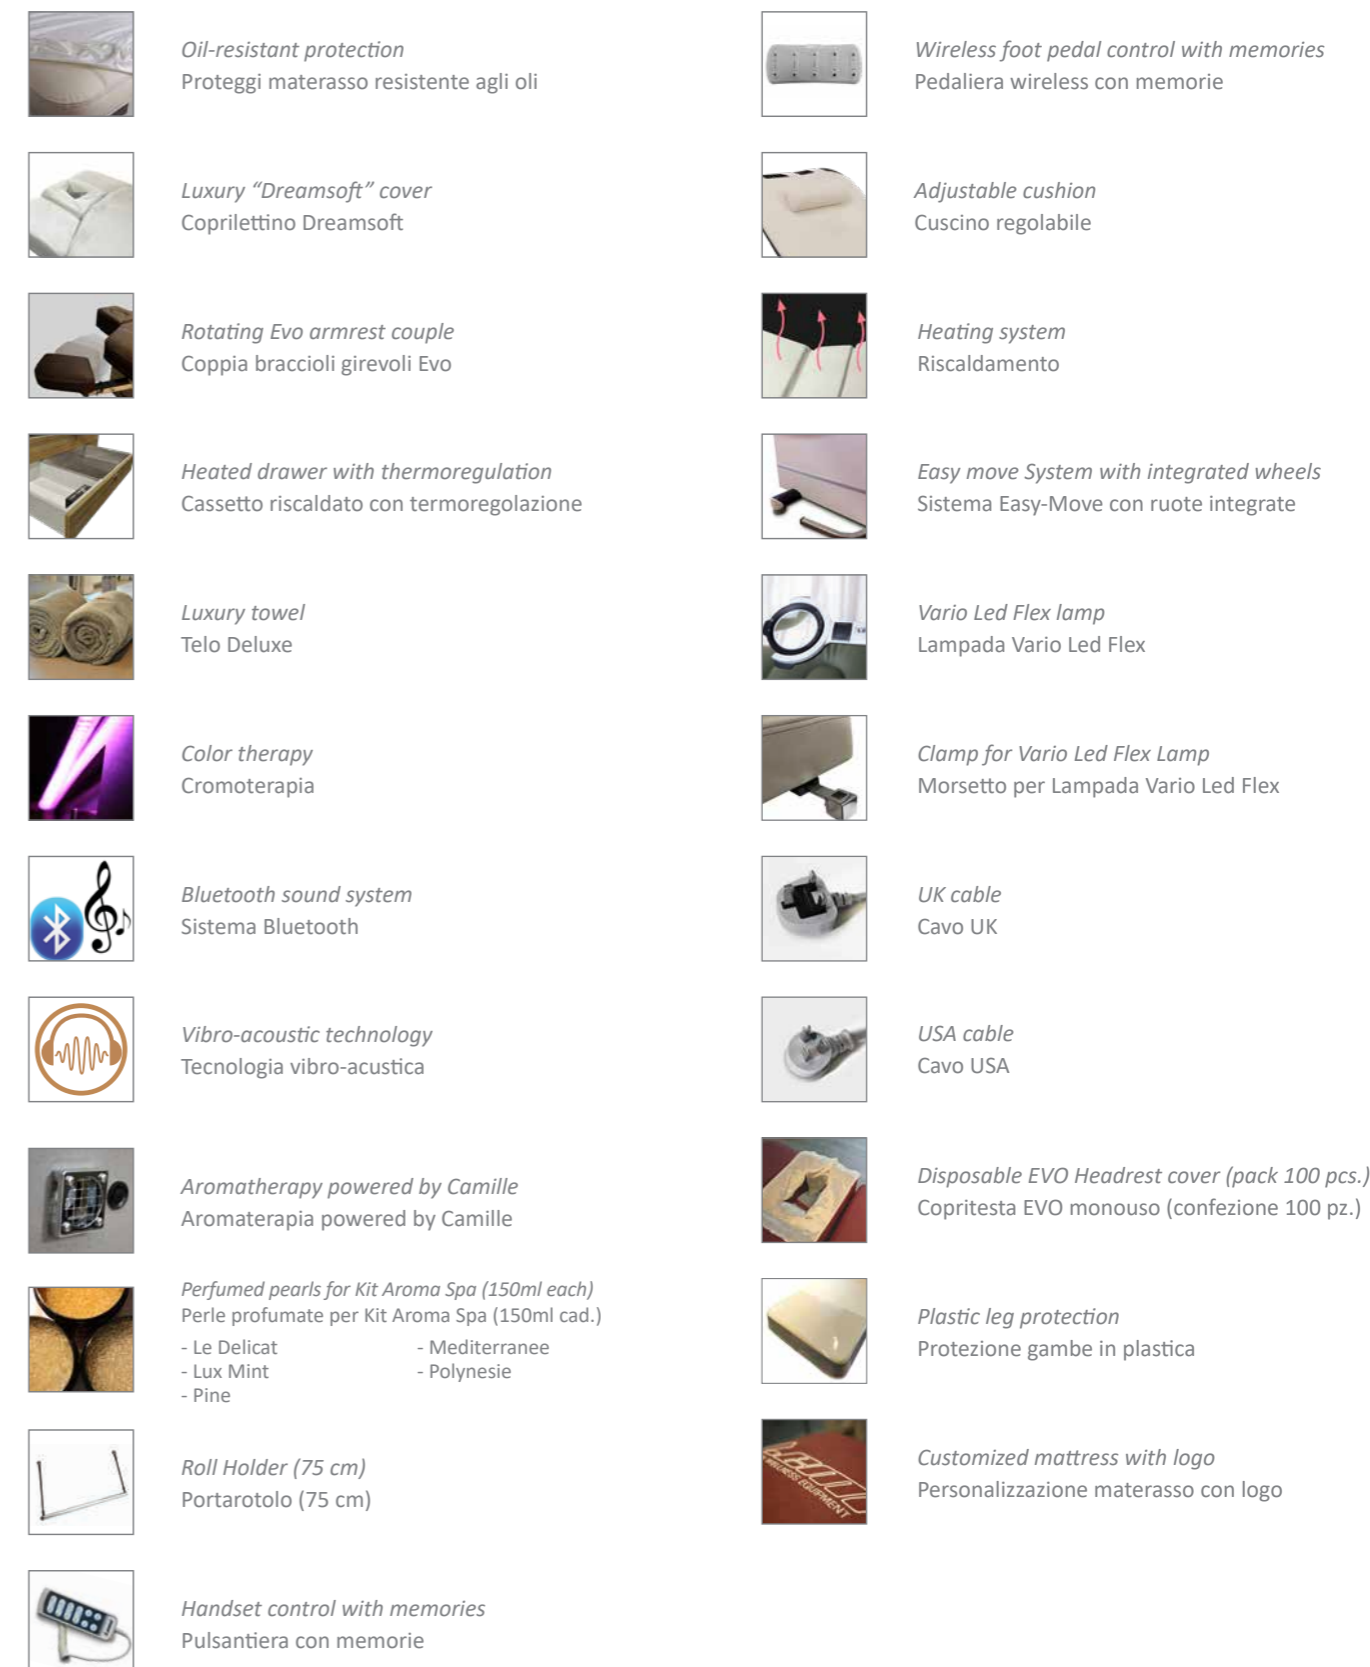 Oil-resistant protection
Proteggi materasso resistente agli oli
Luxury “Dreamsoft” cover
Coprilettino Dreamsoft
Rotating Evo armrest couple
Coppia braccioli girevoli Evo
Heated drawer with thermoregulation
Cassetto riscaldato con termoregolazione
Luxury towel
Telo Deluxe
Color therapy
Cromoterapia
Bluetooth sound system
Sistema Bluetooth
Vibro-acoustic technology
Tecnologia vibro-acustica
Aromatherapy powered by Camille
Aromaterapia powered by Camille
Perfumed pearls for Kit Aroma Spa (150ml each)
Perle profumate per Kit Aroma Spa (150ml cad.)
- Le Delicat
- Lux Mint
- Pine
- Mediterranee
- Polynesie
Roll Holder (75 cm)
Portarotolo (75 cm)
Handset control with memories
Pulsantiera con memorie
Wireless foot pedal control with memories
Pedaliera wireless con memorie
Adjustable cushion
Cuscino regolabile
Heating system
Riscaldamento
Easy move System with integrated wheels
Sistema Easy-Move con ruote integrate
Vario Led Flex lamp
Lampada Vario Led Flex
Clamp for Vario Led Flex Lamp
Morsetto per Lampada Vario Led Flex
UK cable
Cavo UK
USA cable
Cavo USA
Disposable EVO Headrest cover (pack 100 pcs.)
Copritesta EVO monouso (confezione 100 pz.)
Plastic leg protection
Protezione gambe in plastica
Customized mattress with logo
Personalizzazione materasso con logo
WELLNESS EQUIPMENT